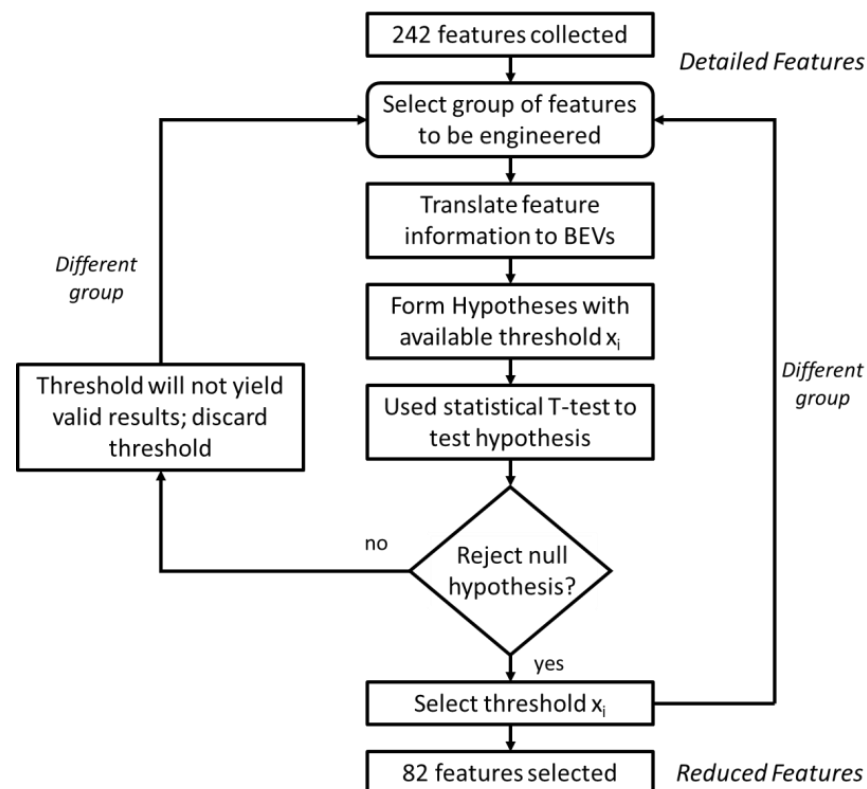 242 features collected
Detailed Features
Select group of features
to be engineered
Translate feature
information to BEVs
Different
group
Form Hypotheses with
available threshold xᵢ
Threshold will not yield
valid results; discard
threshold
Used statistical T-test to
test hypothesis
Different
group
no
Reject null
hypothesis?
yes
Select threshold xᵢ
82 features selected
Reduced Features